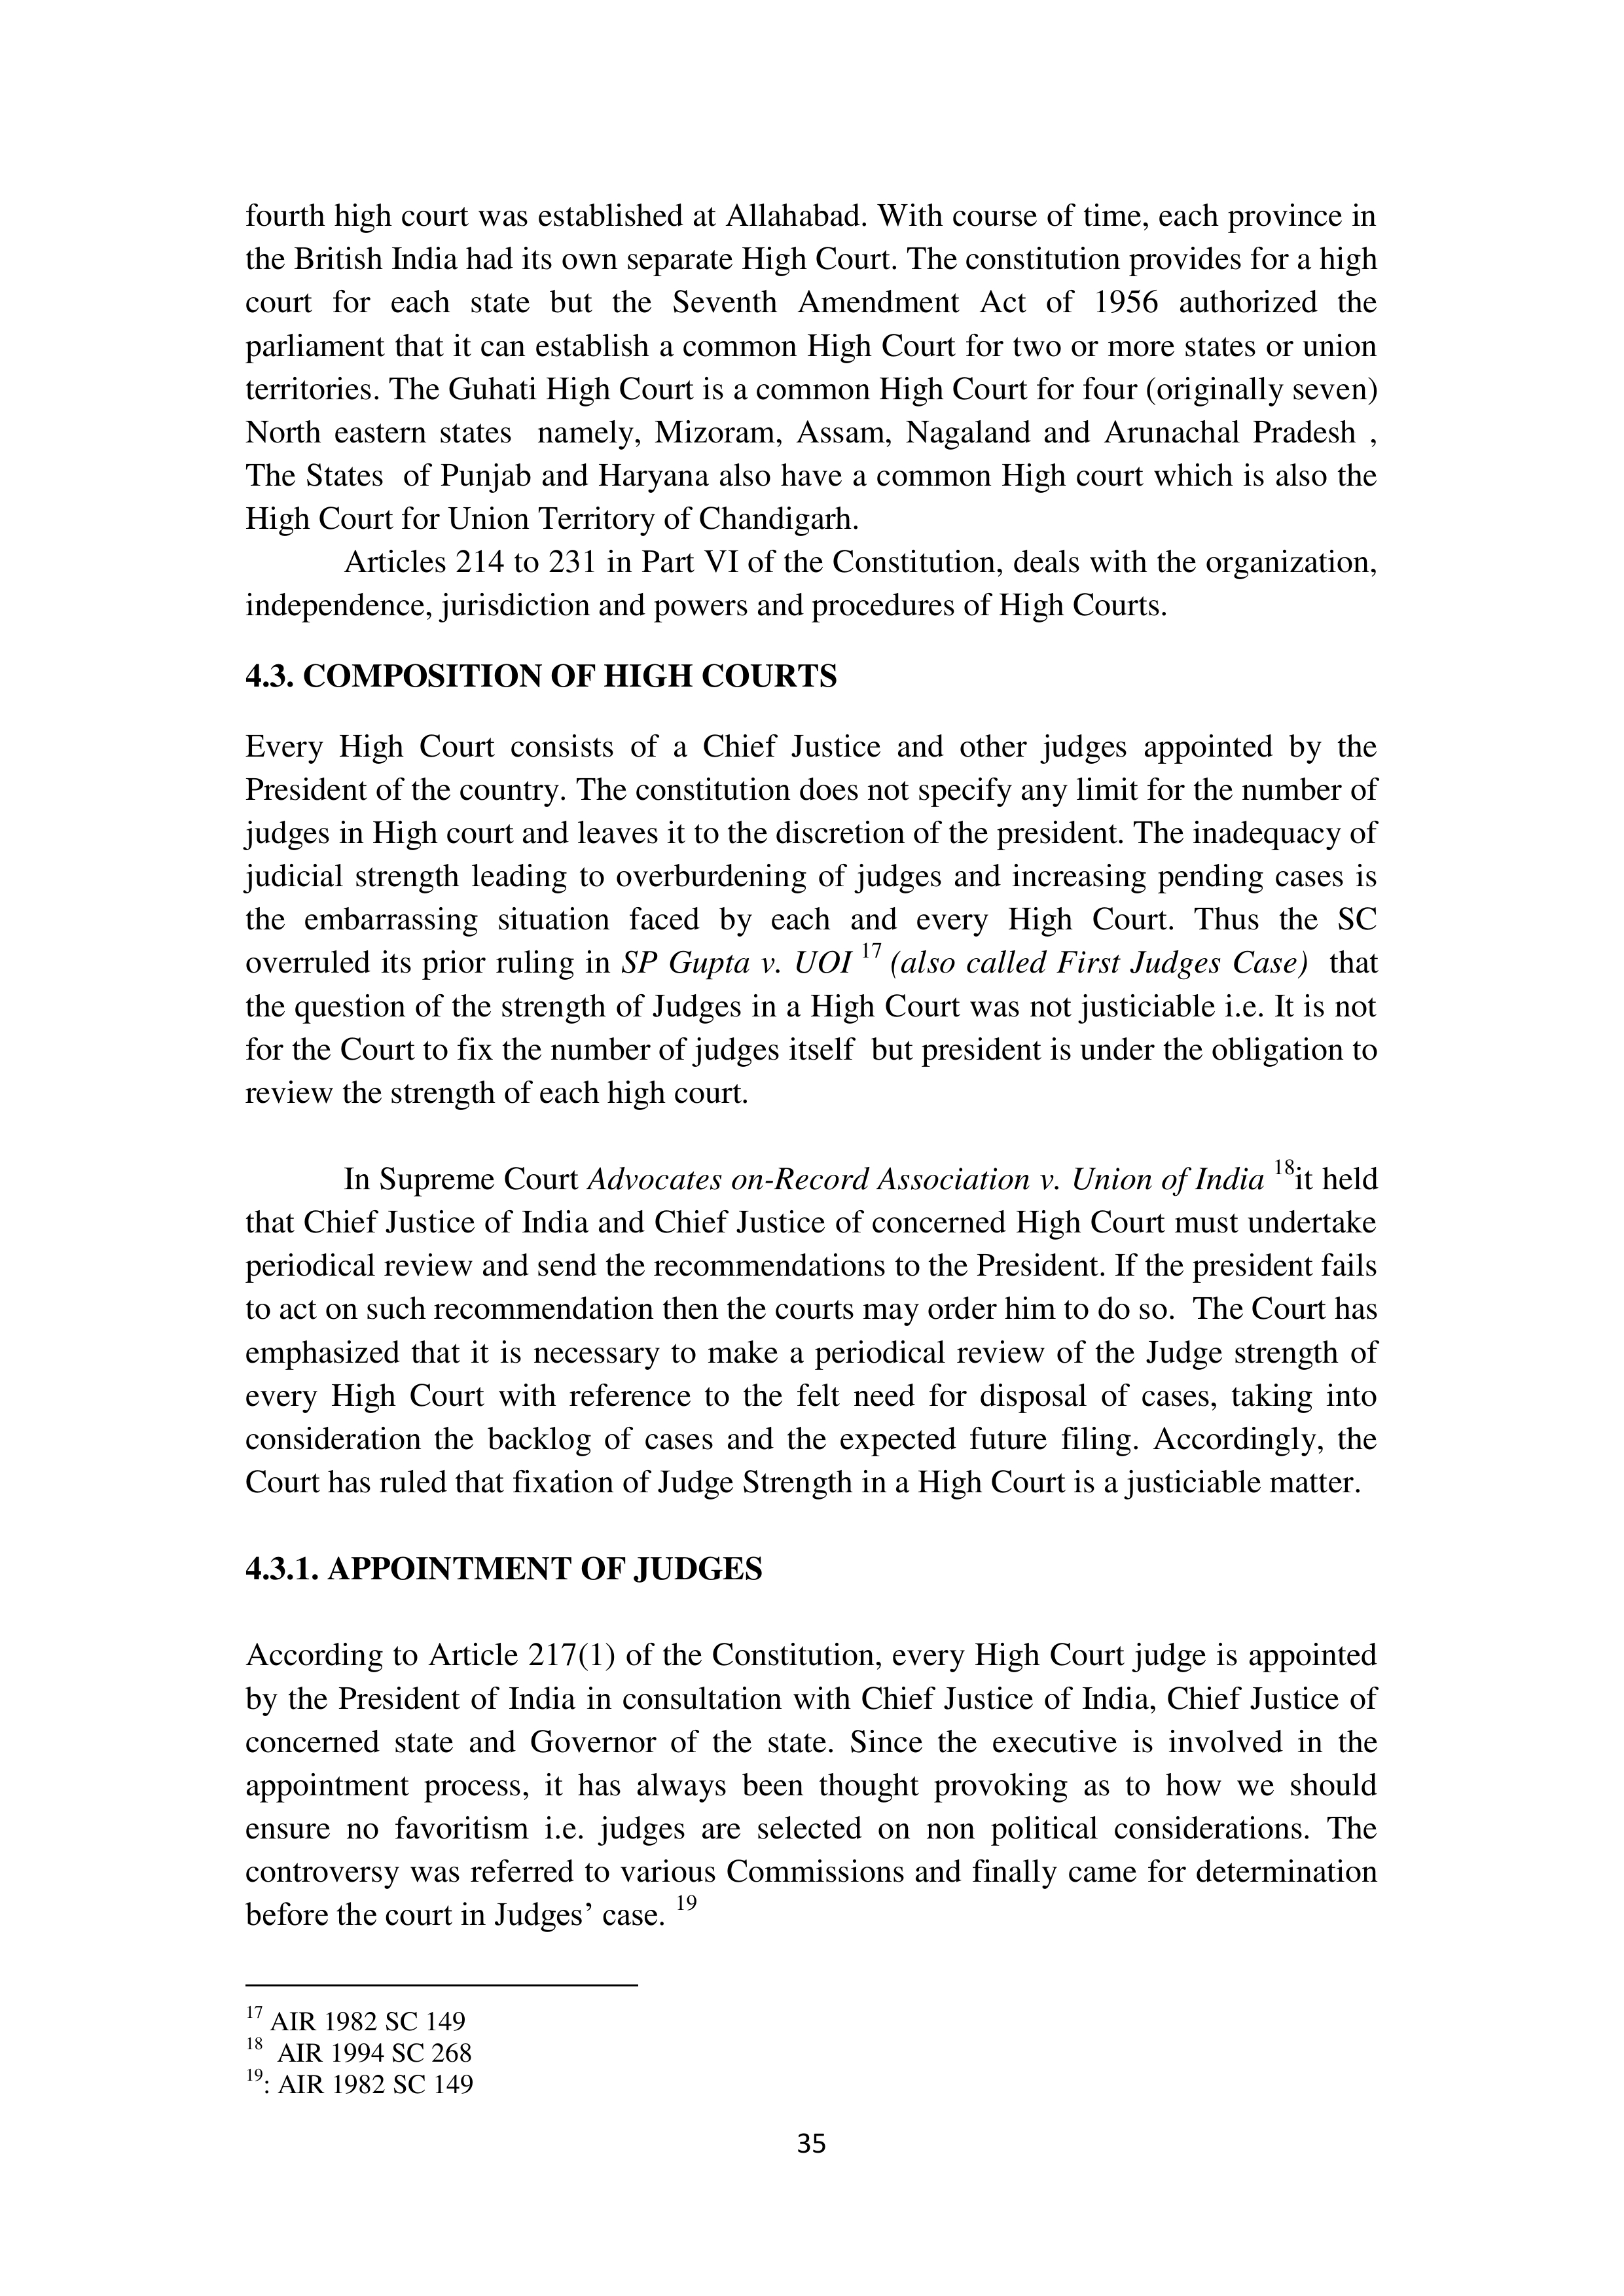 fourth high court was established at Allahabad. With course of time, each province in
the British India had its own separate High Court. The constitution provides for a high
court for each state but the Seventh Amendment Act of 1956 authorized the
parliament that it can establish a common High Court for two or more states or union
territories. The Guhati High Court is a common High Court for four (originally seven)
North eastern states namely, Mizoram, Assam, Nagaland and Arunachal Pradesh ,
The States of Punjab and Haryana also have a common High court which is also the
High Court for Union Territory of Chandigarh.
Articles 214 to 231 in Part VI of the Constitution, deals with the organization,
independence, jurisdiction and powers and procedures of High Courts.
4.3. COMPOSITION OF HIGH COURTS
Every High Court consists of a Chief Justice and other judges appointed by the
President of the country. The constitution does not specify any limit for the number of
judges in High court and leaves it to the discretion of the president. The inadequacy of
judicial strength leading to overburdening of judges and increasing pending cases is
the embarrassing situation faced by each and every High Court. Thus the SC
overruled its prior ruling in SP Gupta v. UOI 17 (also called First Judges Case) that
the question of the strength of Judges in a High Court was not justiciable i.e. It is not
for the Court to fix the number of judges itself but president is under the obligation to
review the strength of each high court.
In Supreme Court Advocates on-Record Association v. Union of India 18it held
that Chief Justice of India and Chief Justice of concerned High Court must undertake
periodical review and send the recommendations to the President. If the president fails
to act on such recommendation then the courts may order him to do so. The Court has
emphasized that it is necessary to make a periodical review of the Judge strength of
every High Court with reference to the felt need for disposal of cases, taking into
consideration the backlog of cases and the expected future filing. Accordingly, the
Court has ruled that fixation of Judge Strength in a High Court is a justiciable matter.
4.3.1. APPOINTMENT OF JUDGES
According to Article 217(1) of the Constitution, every High Court judge is appointed
by the President of India in consultation with Chief Justice of India, Chief Justice of
concerned state and Governor of the state. Since the executive is involved in the
appointment process, it has always been thought provoking as to how we should
ensure no favoritism i.e. judges are selected on non political considerations. The
controversy was referred to various Commissions and finally came for determination
before the court in Judges’ case. 19
17 AIR 1982 SC 149
18 AIR 1994 SC 268
19: AIR 1982 SC 149
35